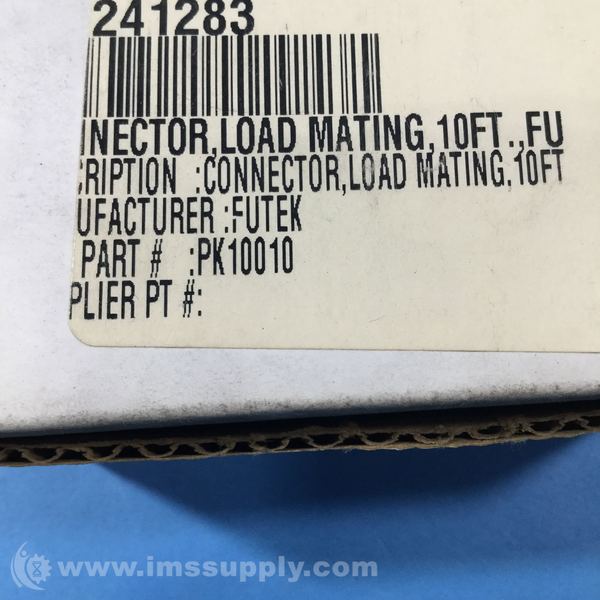 241283
NNECTOR,LOAD MATING,10FT.,FU
CRIPTION :CONNECTOR,LOAD MATING,10FT
UFACTURER :FUTEK
PART # :PK10010
PLIER PT #:
www.imssupply.com